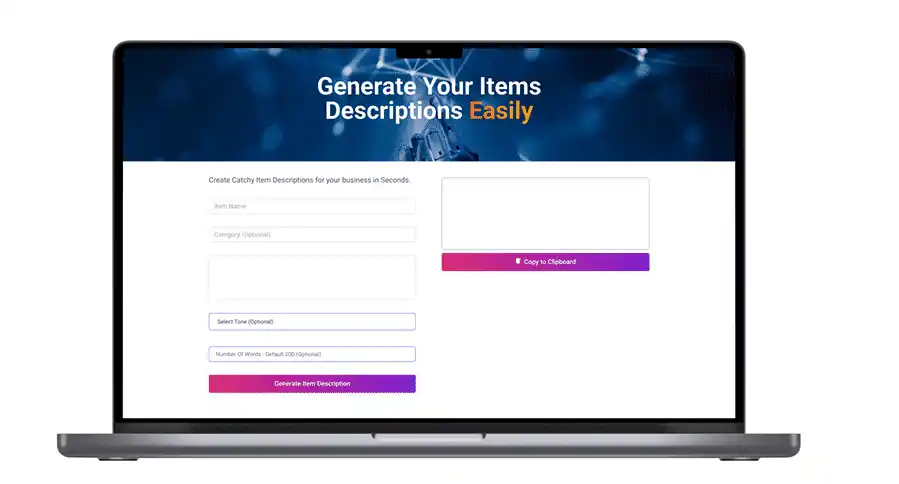 Generate Your Items
Descriptions Easily
Create Catchy Item Descriptions for your business in Seconds.
Item Name
Category (Optional)
Select Tone (Optional)
Number Of Words - Default 200 (Optional)
Generate Item Description
Copy to Clipboard